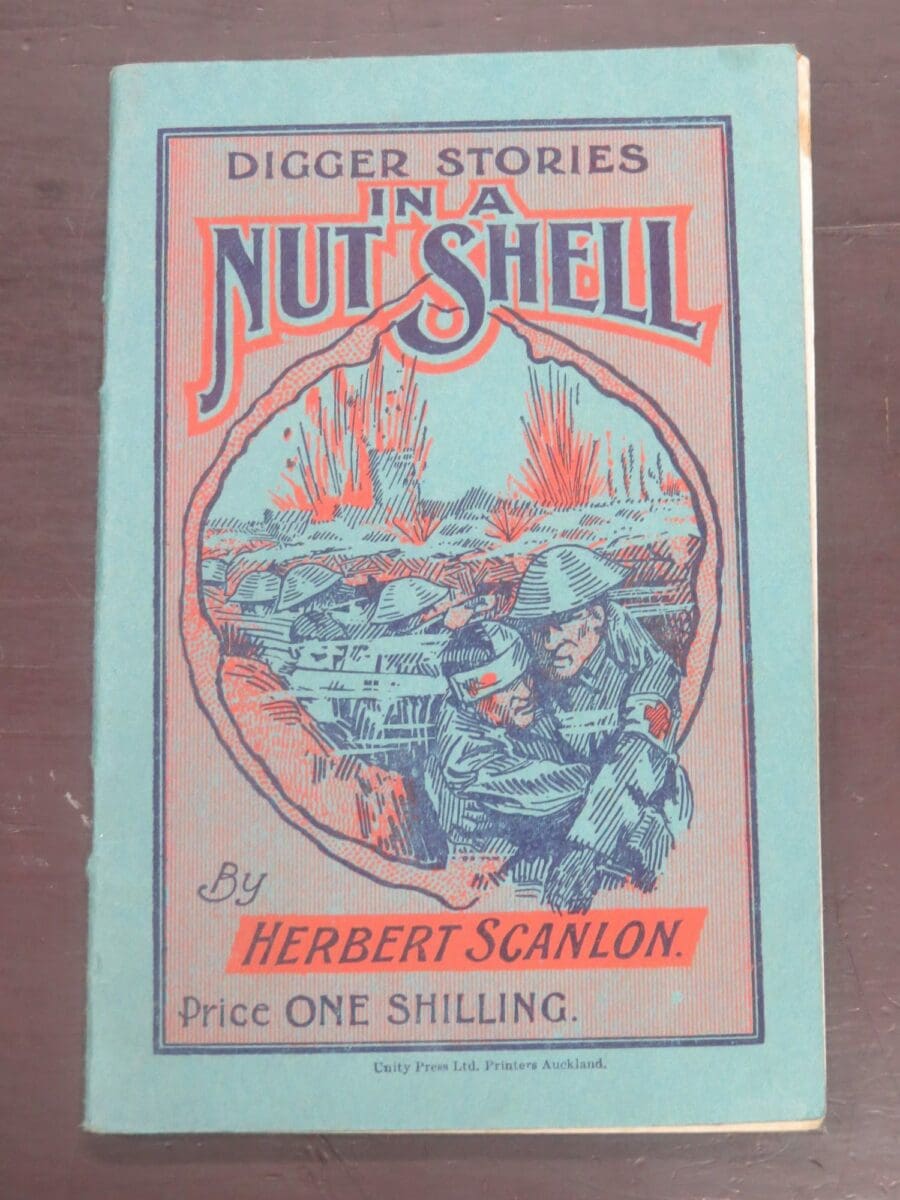 DIGGER STORIES
IN A
NUT SHELL
By
HERBERT SCANLON.
Price ONE SHILLING.
Unity Press Ltd. Printers Auckland.